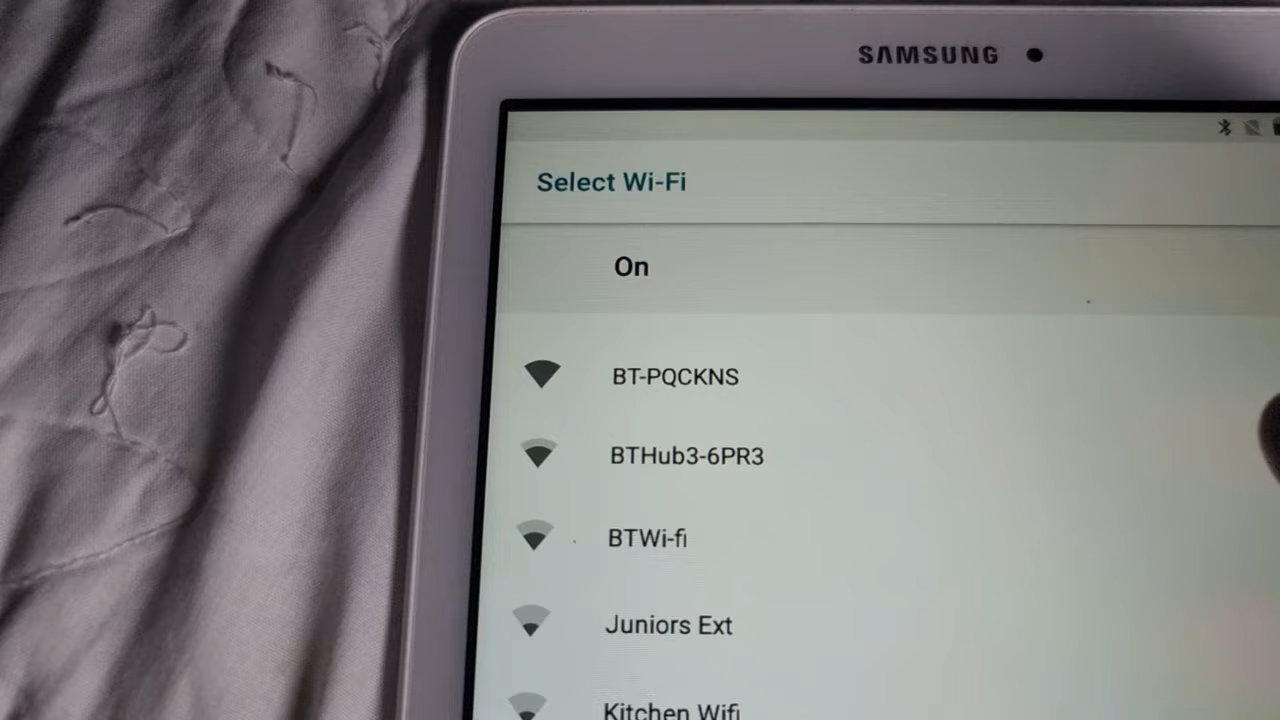 SAMSUNG
Select Wi-Fi
On
BT-PQCKNS
BTHub3-6PR3
BTWi-fi
Juniors Ext
Kitchen Wifi